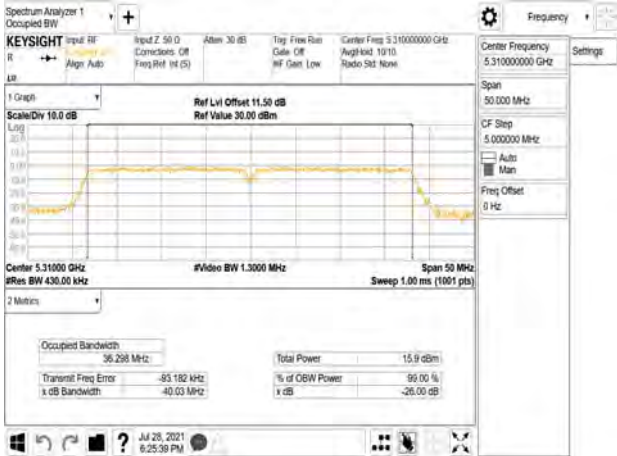 Spectrum Analyzer 1
Occupied BW
+
Frequency
KEYSIGHT
Input: RF
R
Align: Auto
LXI
Input Z: 50 Ω
Corrections: Off
Freq Ref: Int (S)
Atten: 30 dB
Trig: Free Run
Gate: Off
#IF Gain: Low
Center Freq: 5.310000000 GHz
Avg|Hold: 10/10
Radio Std: None
Center Frequency
5.310000000 GHz
Settings
Span
50.000 MHz
CF Step
5.000000 MHz
Auto
Man
Freq Offset
0 Hz
1 Graph
Scale/Div 10.0 dB
Ref Lvl Offset 11.50 dB
Ref Value 30.00 dBm
Log
Center 5.31000 GHz
#Video BW 1.3000 MHz
Span 50 MHz
#Res BW 430.00 kHz
Sweep 1.00 ms (1001 pts)
2 Metrics
Occupied Bandwidth
36.298 MHz
Total Power
15.9 dBm
Transmit Freq Error
-93.182 kHz
% of OBW Power
99.00 %
x dB Bandwidth
40.03 MHz
x dB
-26.00 dB
?
Jul 28, 2021
6:25:39 PM